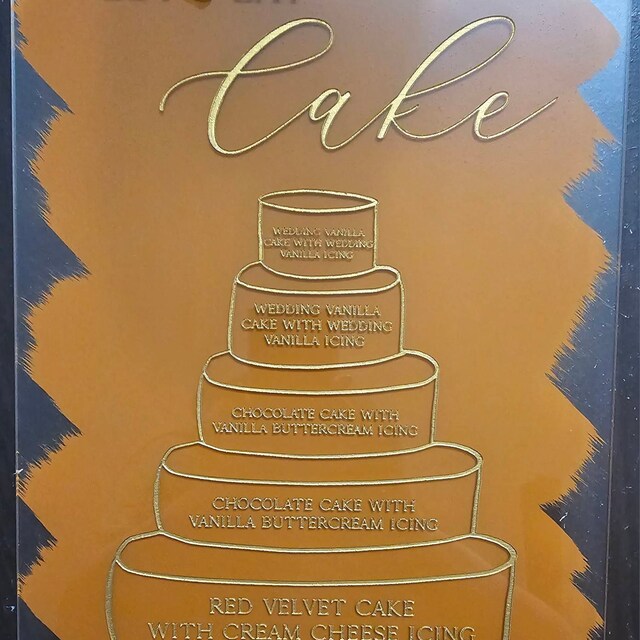 Cake
WEDDING VANILLA
CAKE WITH WEDDING
VANILLA ICING
WEDDING VANILLA
CAKE WITH WEDDING
VANILLA ICING
CHOCOLATE CAKE WITH
VANILLA BUTTERCREAM ICING
CHOCOLATE CAKE WITH
VANILLA BUTTERCREAM ICING
RED VELVET CAKE
WITH CREAM CHEESE ICING